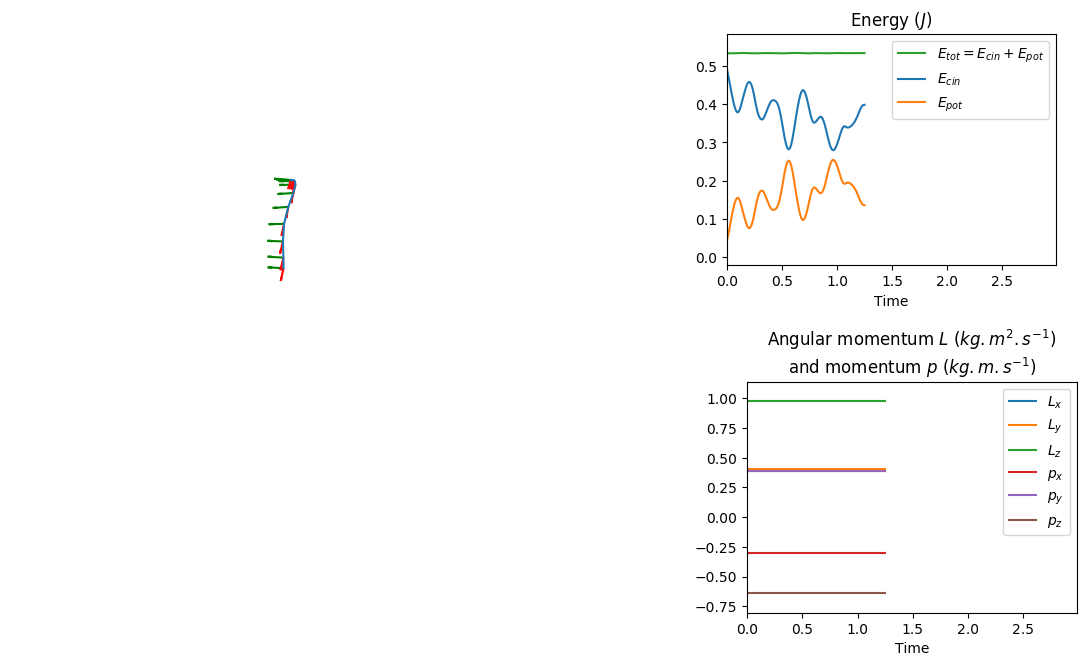 Energy (J)
E_tot = E_cin + E_pot
E_cin
E_pot
0.5
0.4
0.3
0.2
0.1
0.0
0.0 0.5 1.0 1.5 2.0 2.5
Time
Angular momentum L (kg.m².s⁻¹)
and momentum p (kg.m.s⁻¹)
L_x
L_y
L_z
p_x
p_y
p_z
1.00
0.75
0.50
0.25
0.00
−0.25
−0.50
−0.75
0.0 0.5 1.0 1.5 2.0 2.5
Time